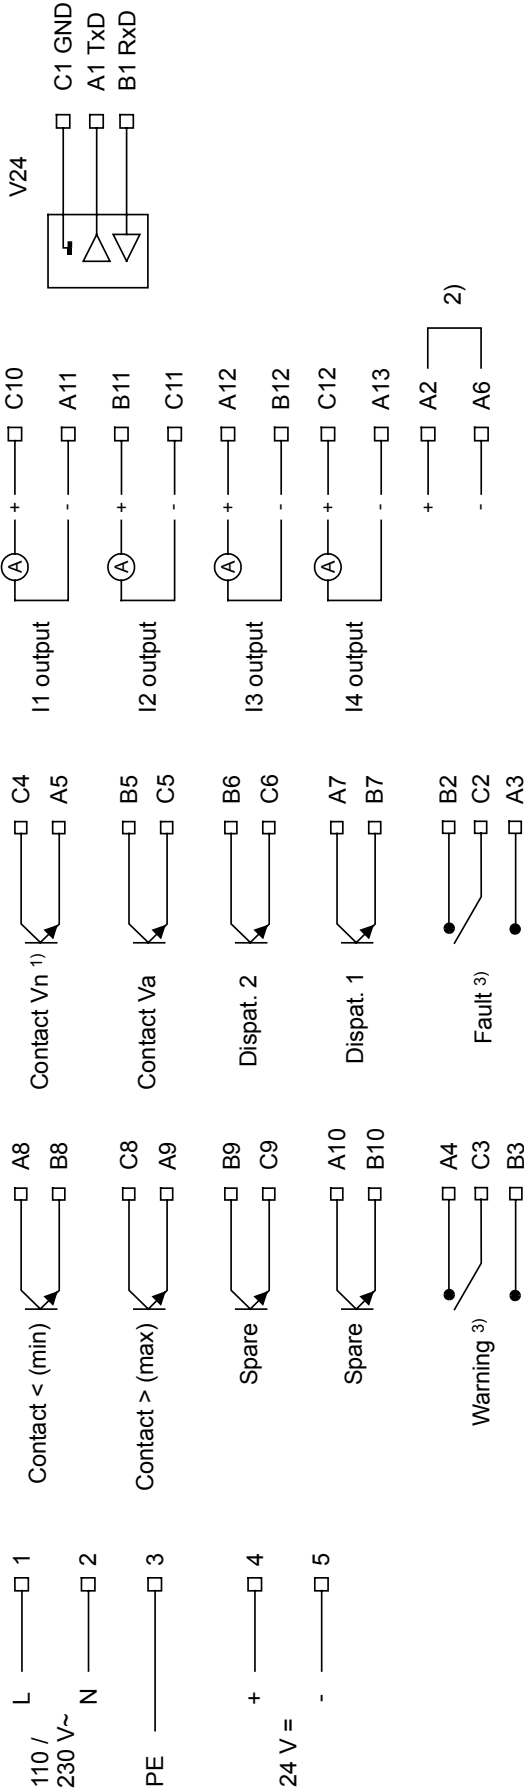 110 /
230 V~
L
1
N
2
PE
3
24 V =
+
4
-
5
Contact < (min)
A8
B8
Contact > (max)
C8
A9
Spare
B9
C9
Spare
A10
B10
Warning 3)
A4
C3
B3
Contact Vn 1)
C4
A5
Contact Va
B5
C5
Dispat. 2
B6
C6
Dispat. 1
A7
B7
Fault 3)
B2
C2
A3
I1 output
A
+
C10
-
A11
I2 output
A
+
B11
-
C11
I3 output
A
+
A12
-
B12
I4 output
A
+
C12
-
A13
+
A2
-
A6
2)
V24
C1 GND
A1 TxD
B1 RxD